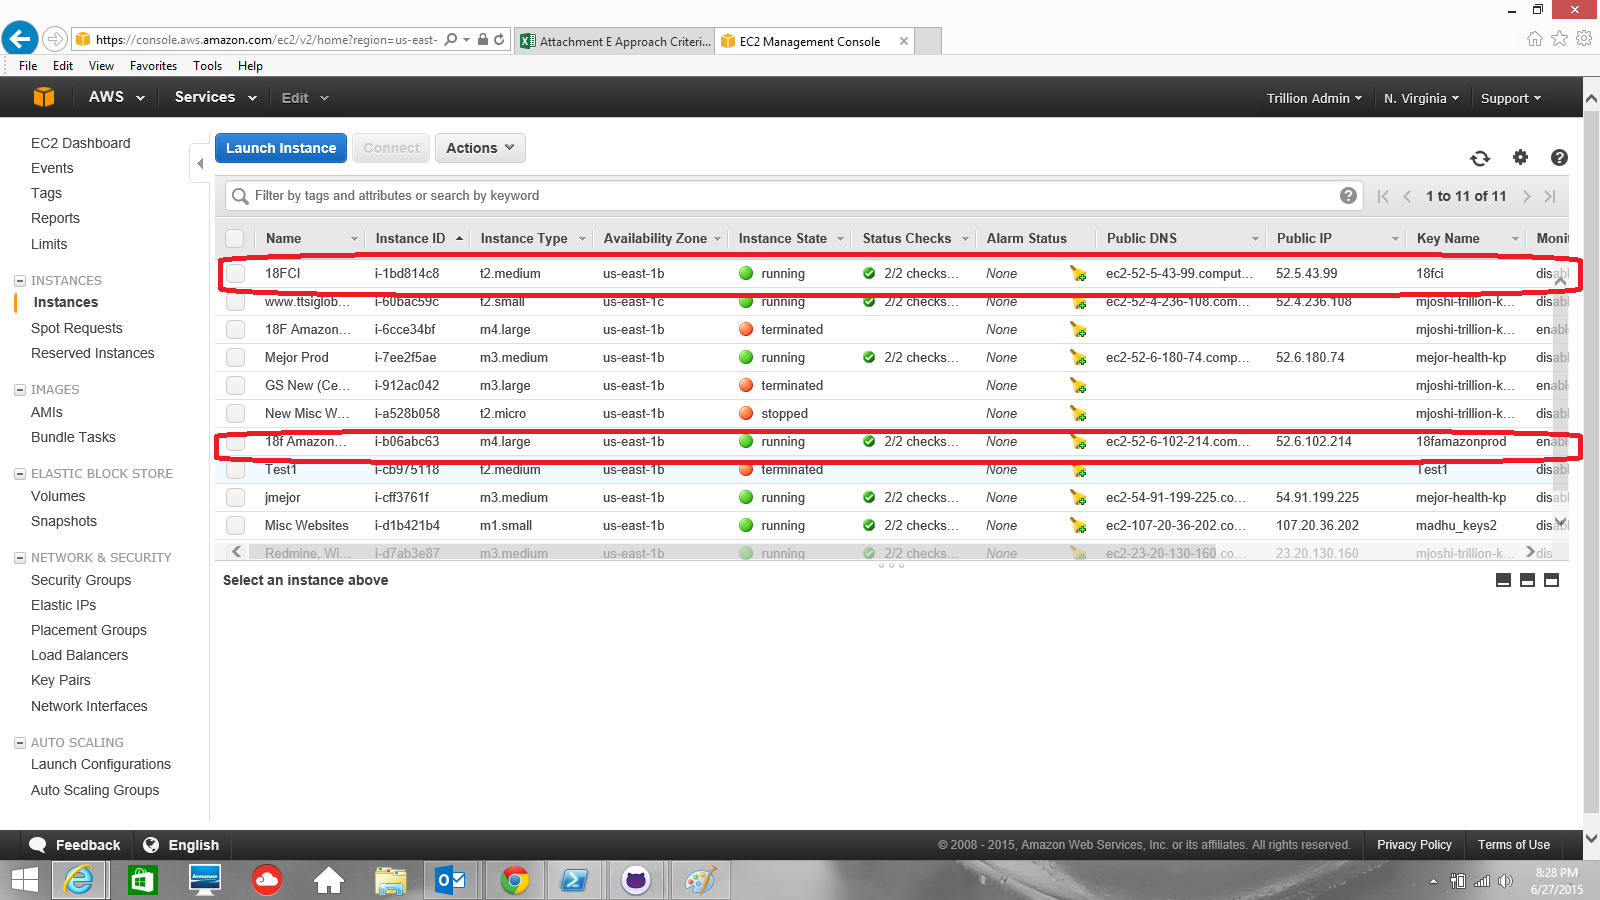 https://console.aws.amazon.com/ec2/v2/home?region=us-east-
Attachment E Approach Criteri...
EC2 Management Console
File Edit View Favorites Tools Help
AWS Services Edit Trillion Admin N. Virginia Support
EC2 Dashboard
Events
Tags
Reports
Limits
INSTANCES
Instances
Spot Requests
Reserved Instances
IMAGES
AMIs
Bundle Tasks
ELASTIC BLOCK STORE
Volumes
Snapshots
NETWORK & SECURITY
Security Groups
Elastic IPs
Placement Groups
Load Balancers
Key Pairs
Network Interfaces
AUTO SCALING
Launch Configurations
Auto Scaling Groups
Launch Instance Connect Actions
Filter by tags and attributes or search by keyword 1 to 11 of 11
Name Instance ID Instance Type Availability Zone Instance State Status Checks Alarm Status Public DNS Public IP Key Name Monit
18FCI i-1bd814c8 t2.medium us-east-1b running 2/2 checks... None ec2-52-5-43-99.comput... 52.5.43.99 18fci disabl
www.ttsiglob... i-60bac59c t2.small us-east-1c running 2/2 checks... None ec2-52-4-236-108.com... 52.4.236.108 mjoshi-trillion-k... disabl
18F Amazon... i-6cce34bf m4.large us-east-1b terminated None mjoshi-trillion-k... enabl
Mejor Prod i-7ee2f5ae m3.medium us-east-1b running 2/2 checks... None ec2-52-6-180-74.comp... 52.6.180.74 mejor-health-kp disabl
GS New (Ce... i-912ac042 m3.large us-east-1b terminated None mjoshi-trillion-k... enabl
New Misc W... i-a528b058 t2.micro us-east-1b stopped None mjoshi-trillion-k... disabl
18f Amazon... i-b06abc63 m4.large us-east-1b running 2/2 checks... None ec2-52-6-102-214.com... 52.6.102.214 18famazonprod enabl
Test1 i-cb975118 t2.medium us-east-1b terminated None Test1 disabl
jmejor i-cff3761f m3.medium us-east-1b running 2/2 checks... None ec2-54-91-199-225.co... 54.91.199.225 mejor-health-kp disabl
Misc Websites i-d1b421b4 m1.small us-east-1b running 2/2 checks... None ec2-107-20-36-202.com... 107.20.36.202 madhu_keys2 disabl
Redmine, Wi... i-d7ab3e87 m3.medium us-east-1b running 2/2 checks... None ec2-23-20-130-160.co... 23.20.130.160 mjoshi-trillion-k... dis
Select an instance above
Feedback English © 2008 - 2015, Amazon Web Services, Inc. or its affiliates. All rights reserved. Privacy Policy Terms of Use
lenovo
8:28 PM
6/27/2015